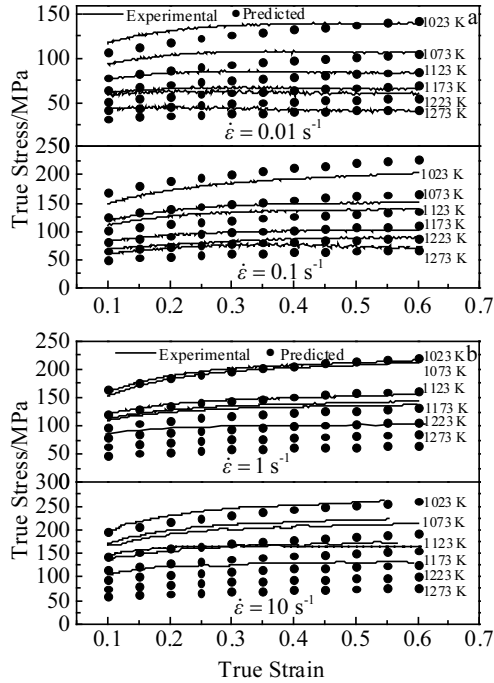 Experimental Predicted a
150
100
50
0
1023 K
1073 K
1123 K
1173 K
1223 K
1273 K
ε̇ = 0.01 s⁻¹
True Stress/MPa
250
200
150
100
50
0
1023 K
1073 K
1123 K
1173 K
1223 K
1273 K
ε̇ = 0.1 s⁻¹
0.1 0.2 0.3 0.4 0.5 0.6 0.7
250
200
150
100
50
0
Experimental Predicted b
1023 K
1073 K
1123 K
1173 K
1223 K
1273 K
ε̇ = 1 s⁻¹
True Stress/MPa
250
200
150
100
50
0
1023 K
1073 K
1123 K
1173 K
1223 K
1273 K
ε̇ = 10 s⁻¹
0.1 0.2 0.3 0.4 0.5 0.6 0.7
True Strain